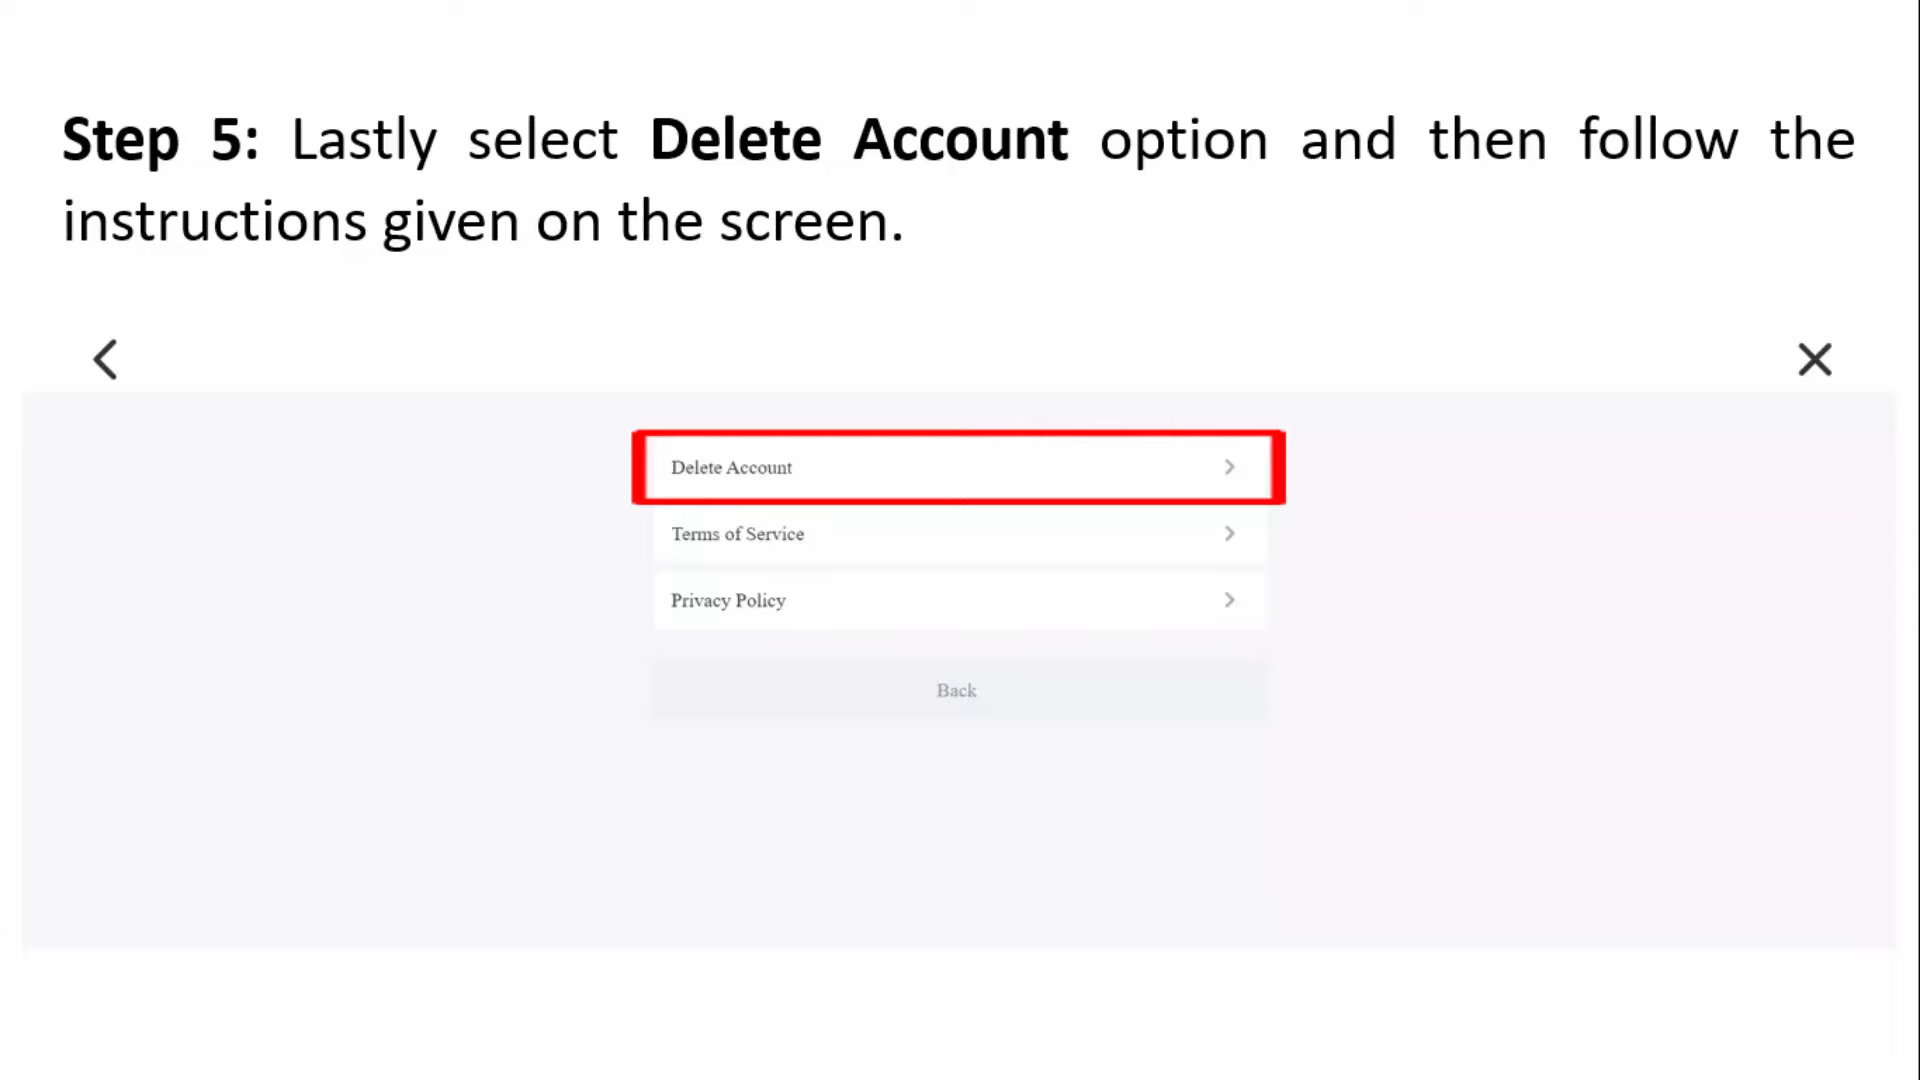 Step 5: Lastly select Delete Account option and then follow the
instructions given on the screen.
Delete Account
Terms of Service
Privacy Policy
Back